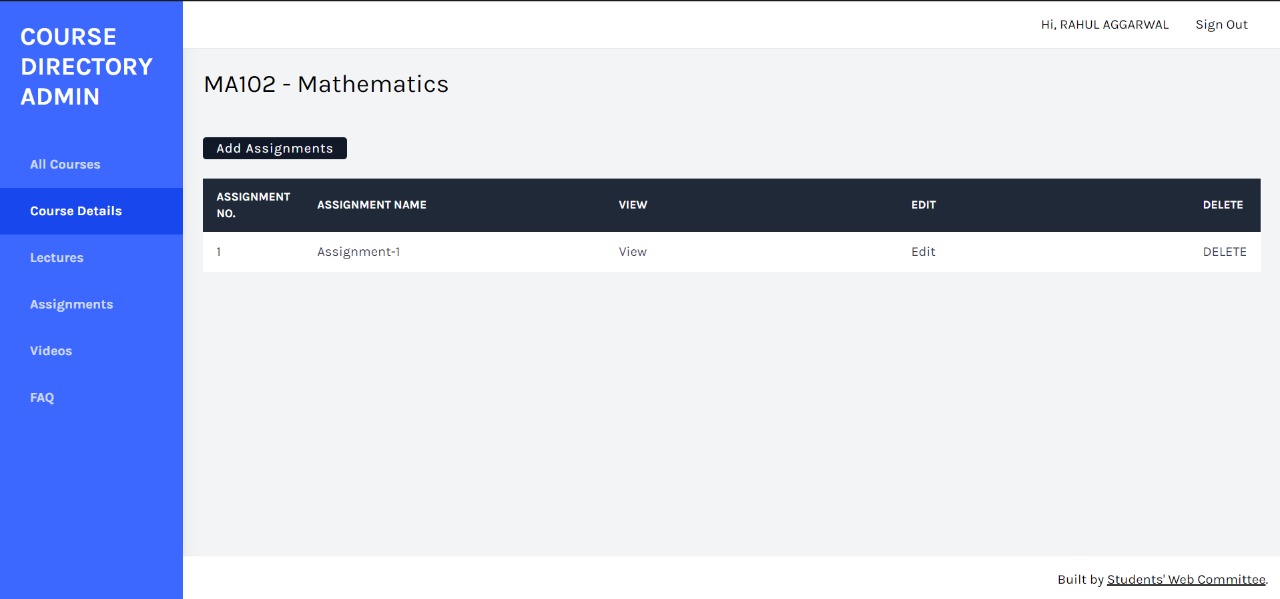 COURSE
DIRECTORY
ADMIN
All Courses
Course Details
Lectures
Assignments
Videos
FAQ
Hi, RAHUL AGGARWAL Sign Out
MA102 - Mathematics
Add Assignments
ASSIGNMENT
NO. ASSIGNMENT NAME VIEW EDIT DELETE
1 Assignment-1 View Edit DELETE
Built by Students' Web Committee.